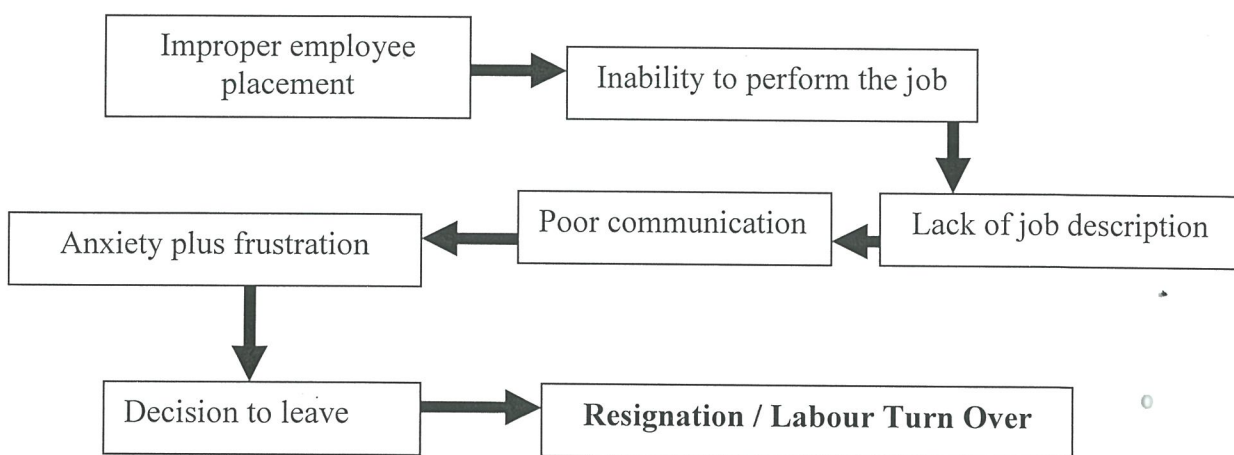 Improper employee
placement
Inability to perform the job
Lack of job description
Poor communication
Anxiety plus frustration
Decision to leave
Resignation / Labour Turn Over